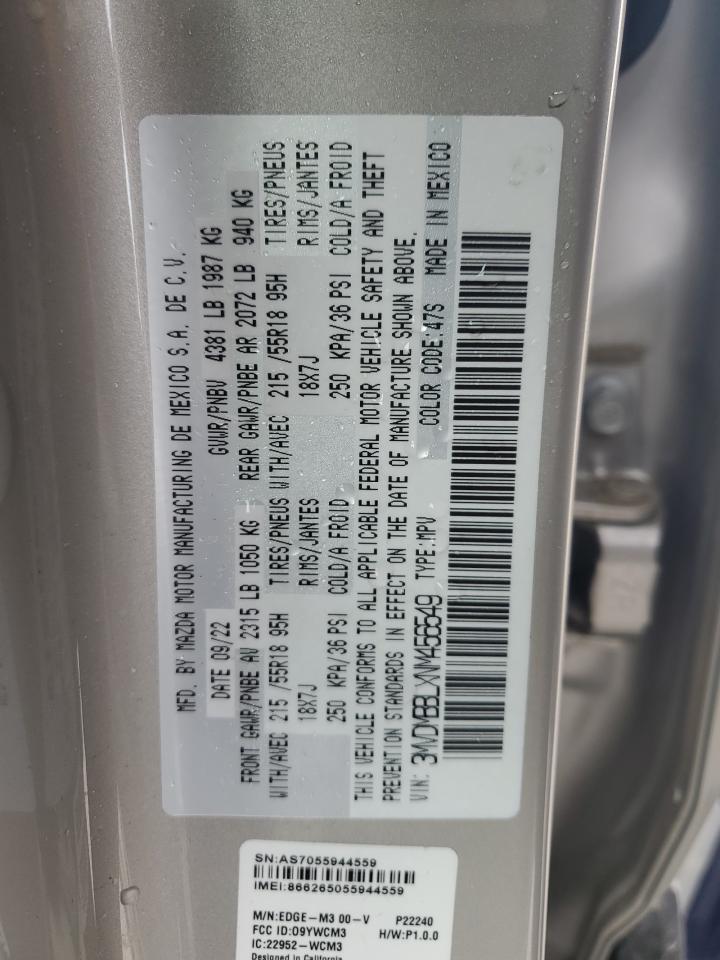 MFD. BY MAZDA MOTOR MANUFACTURING DE MEXICO S.A. DE C.V.
DATE 09/22 GVWR/PNBV 4381 LB 1987 KG
FRONT GAWR/PNBE AV 2315 LB 1050 KG REAR GAWR/PNBE AR 2072 LB 940 KG
WITH/AVEC 215 /55R18 95H TIRES/PNEUS WITH/AVEC 215 /55R18 95H TIRES/PNEUS
18X7J RIMS/JANTES 18X7J RIMS/JANTES
250 KPA/36 PSI COLD/A FROID 250 KPA/36 PSI COLD/A FROID
THIS VEHICLE CONFORMS TO ALL APPLICABLE FEDERAL MOTOR VEHICLE SAFETY AND THEFT
PREVENTION STANDARDS IN EFFECT ON THE DATE OF MANUFACTURE SHOWN ABOVE.
VIN: 3MVDMBBLXNM456549 TYPE:MPV COLOR CODE:47S MADE IN MEXICO
SN:AS7055944559
IMEI:866265055944559
M/N:EDGE-M3 00-V P22240
FCC ID:O9YWCM3 H/W:P1.0.0
IC:22952-WCM3
Designed in California